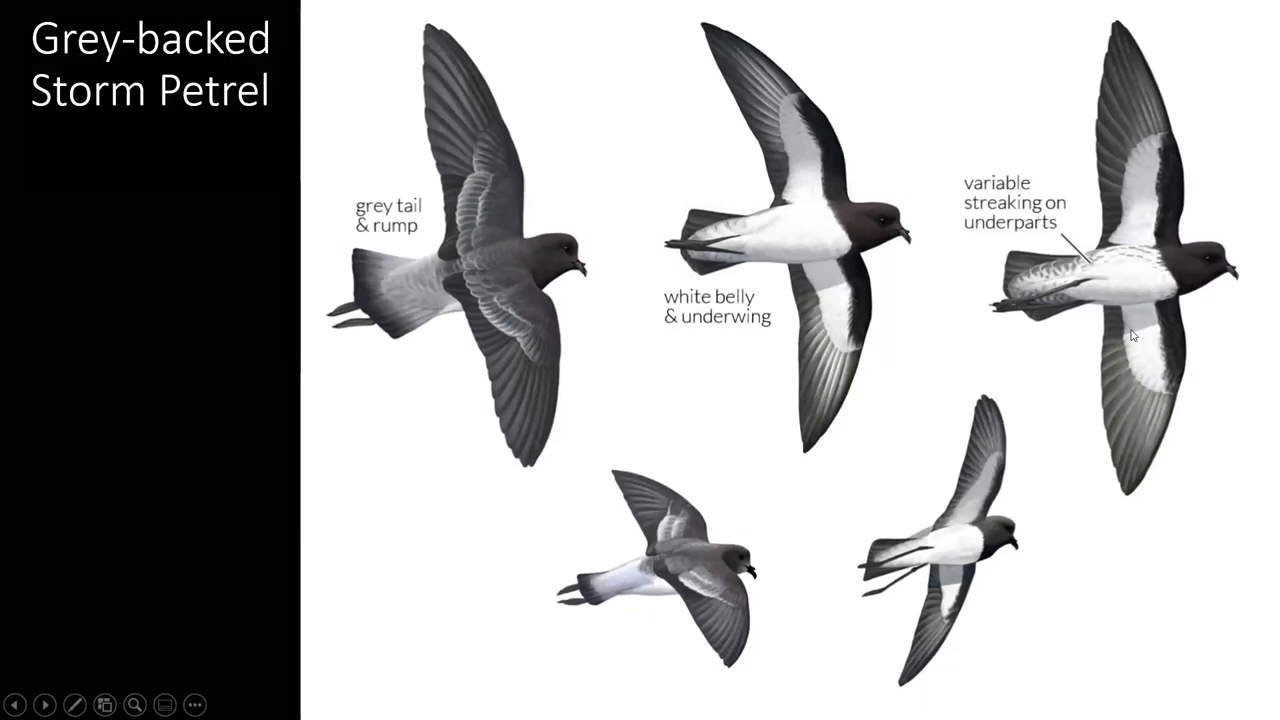 Grey-backed
Storm Petrel
grey tail
& rump
white belly
& underwing
variable
streaking on
underparts